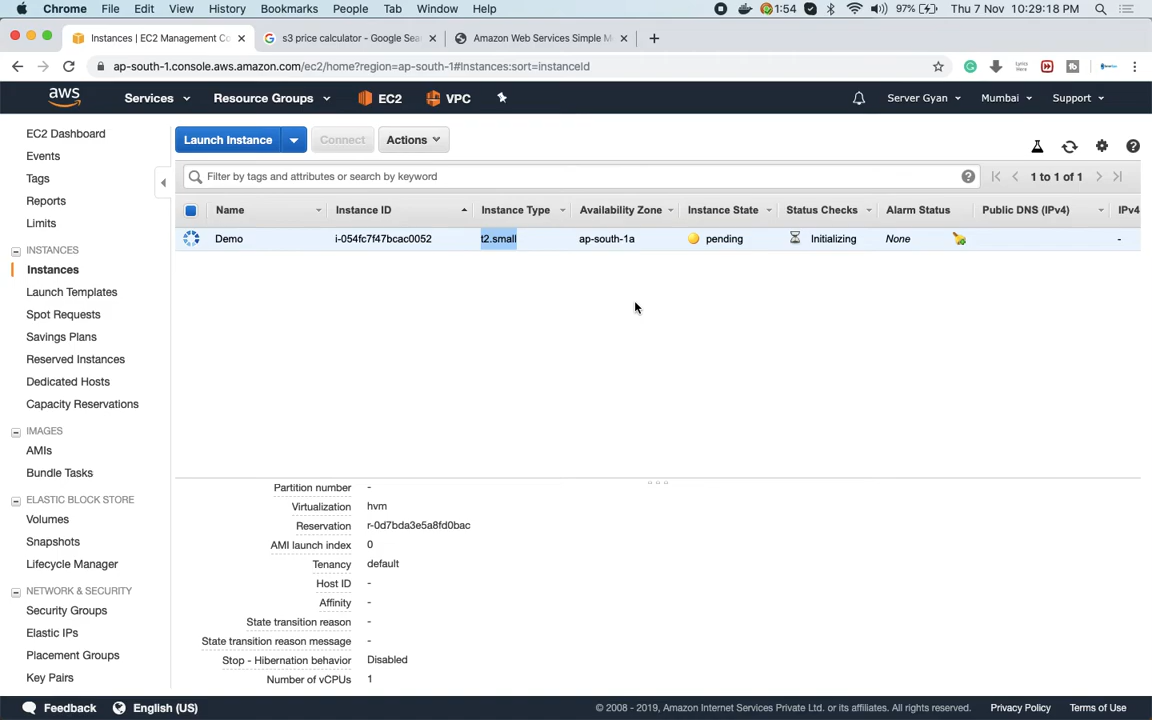 Chrome File Edit View History Bookmarks People Tab Window Help 1:54 97% Thu 7 Nov 10:29:18 PM
Instances | EC2 Management Co s3 price calculator - Google Sea Amazon Web Services Simple M
ap-south-1.console.aws.amazon.com/ec2/home?region=ap-south-1#Instances:sort=instanceId
aws Services Resource Groups EC2 VPC Server Gyan Mumbai Support
EC2 Dashboard
Events
Tags
Reports
Limits
INSTANCES
Instances
Launch Templates
Spot Requests
Savings Plans
Reserved Instances
Dedicated Hosts
Capacity Reservations
IMAGES
AMIs
Bundle Tasks
ELASTIC BLOCK STORE
Volumes
Snapshots
Lifecycle Manager
NETWORK & SECURITY
Security Groups
Elastic IPs
Placement Groups
Key Pairs
Launch Instance Connect Actions
Filter by tags and attributes or search by keyword 1 to 1 of 1
Name Instance ID Instance Type Availability Zone Instance State Status Checks Alarm Status Public DNS (IPv4) IPv4
Demo i-054fc7f47bcac0052 t2.small ap-south-1a pending Initializing None -
Partition number -
Virtualization hvm
Reservation r-0d7bda3e5a8fd0bac
AMI launch index 0
Tenancy default
Host ID -
Affinity -
State transition reason -
State transition reason message -
Stop - Hibernation behavior Disabled
Number of vCPUs 1
Feedback English (US) © 2008 - 2019, Amazon Internet Services Private Ltd. or its affiliates. All rights reserved. Privacy Policy Terms of Use